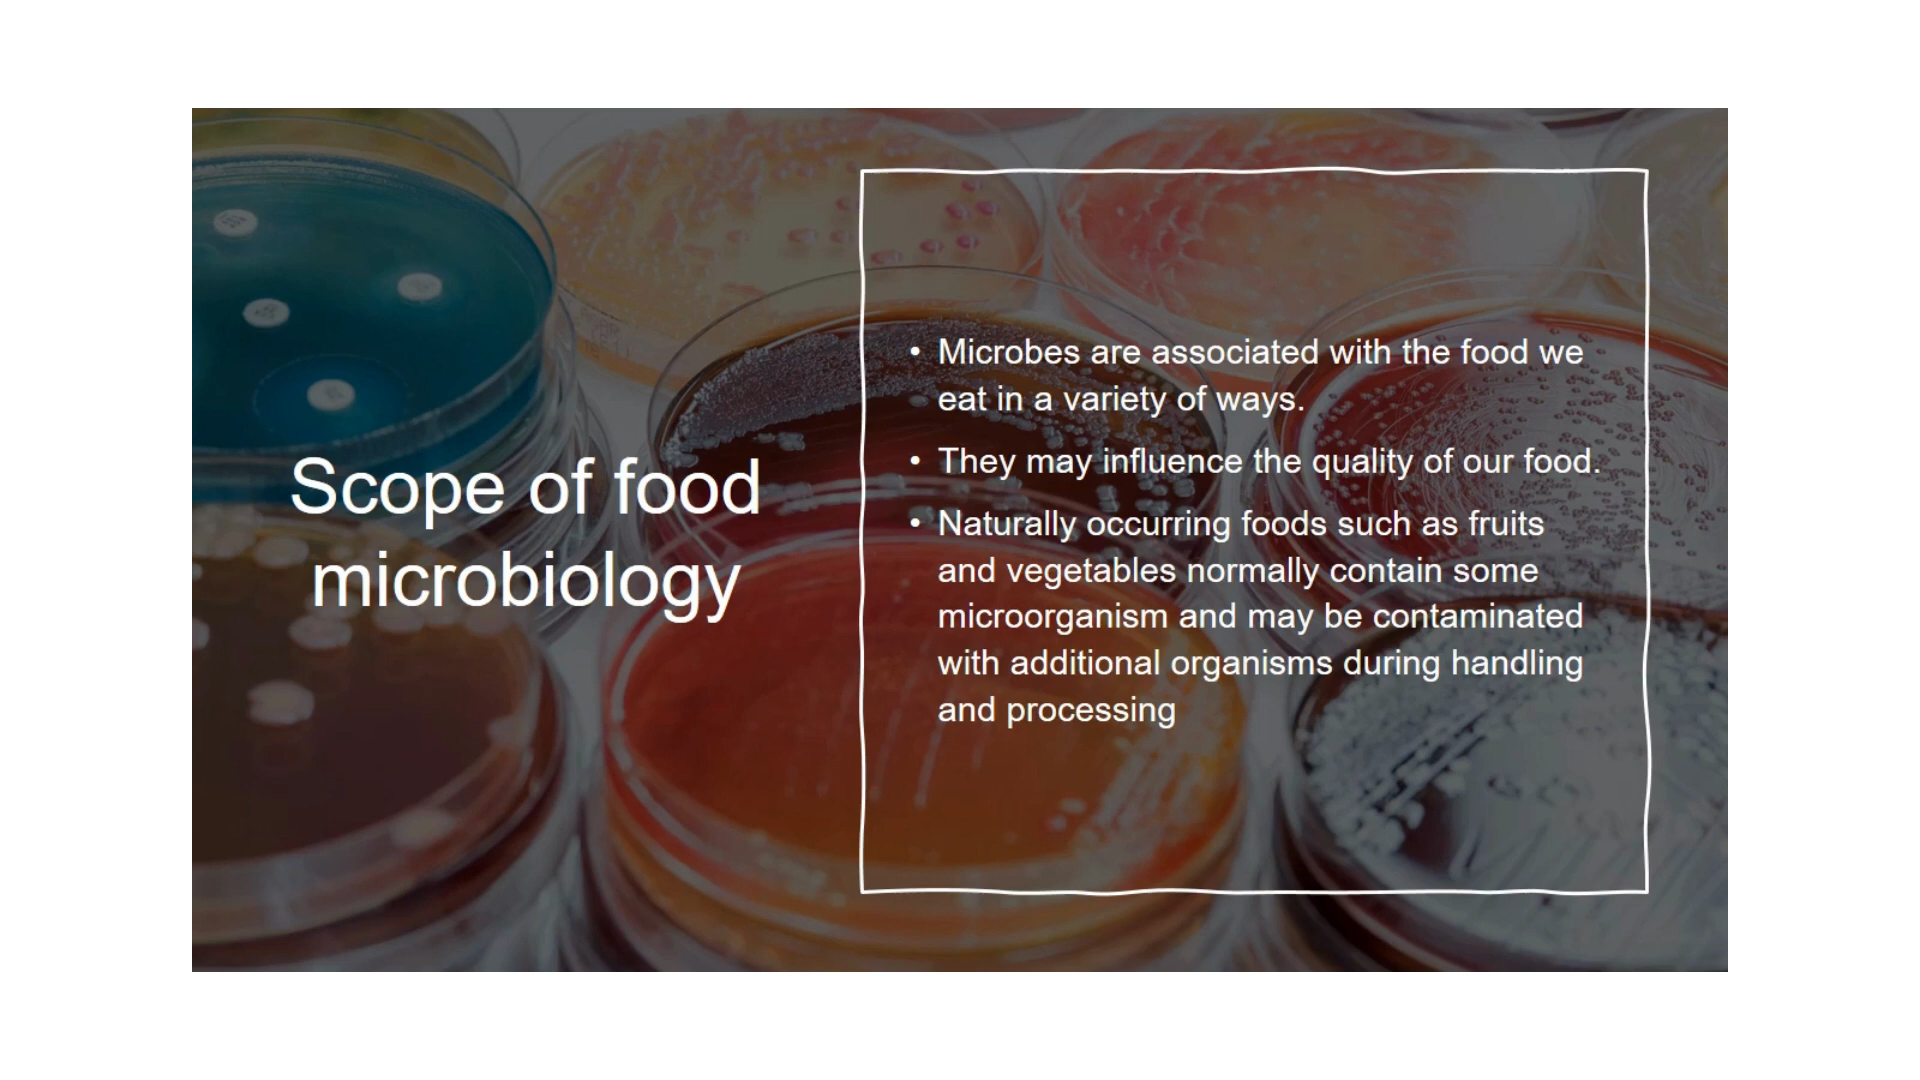 Scope of food
microbiology
• Microbes are associated with the food we
eat in a variety of ways.
• They may influence the quality of our food.
• Naturally occurring foods such as fruits
and vegetables normally contain some
microorganism and may be contaminated
with additional organisms during handling
and processing